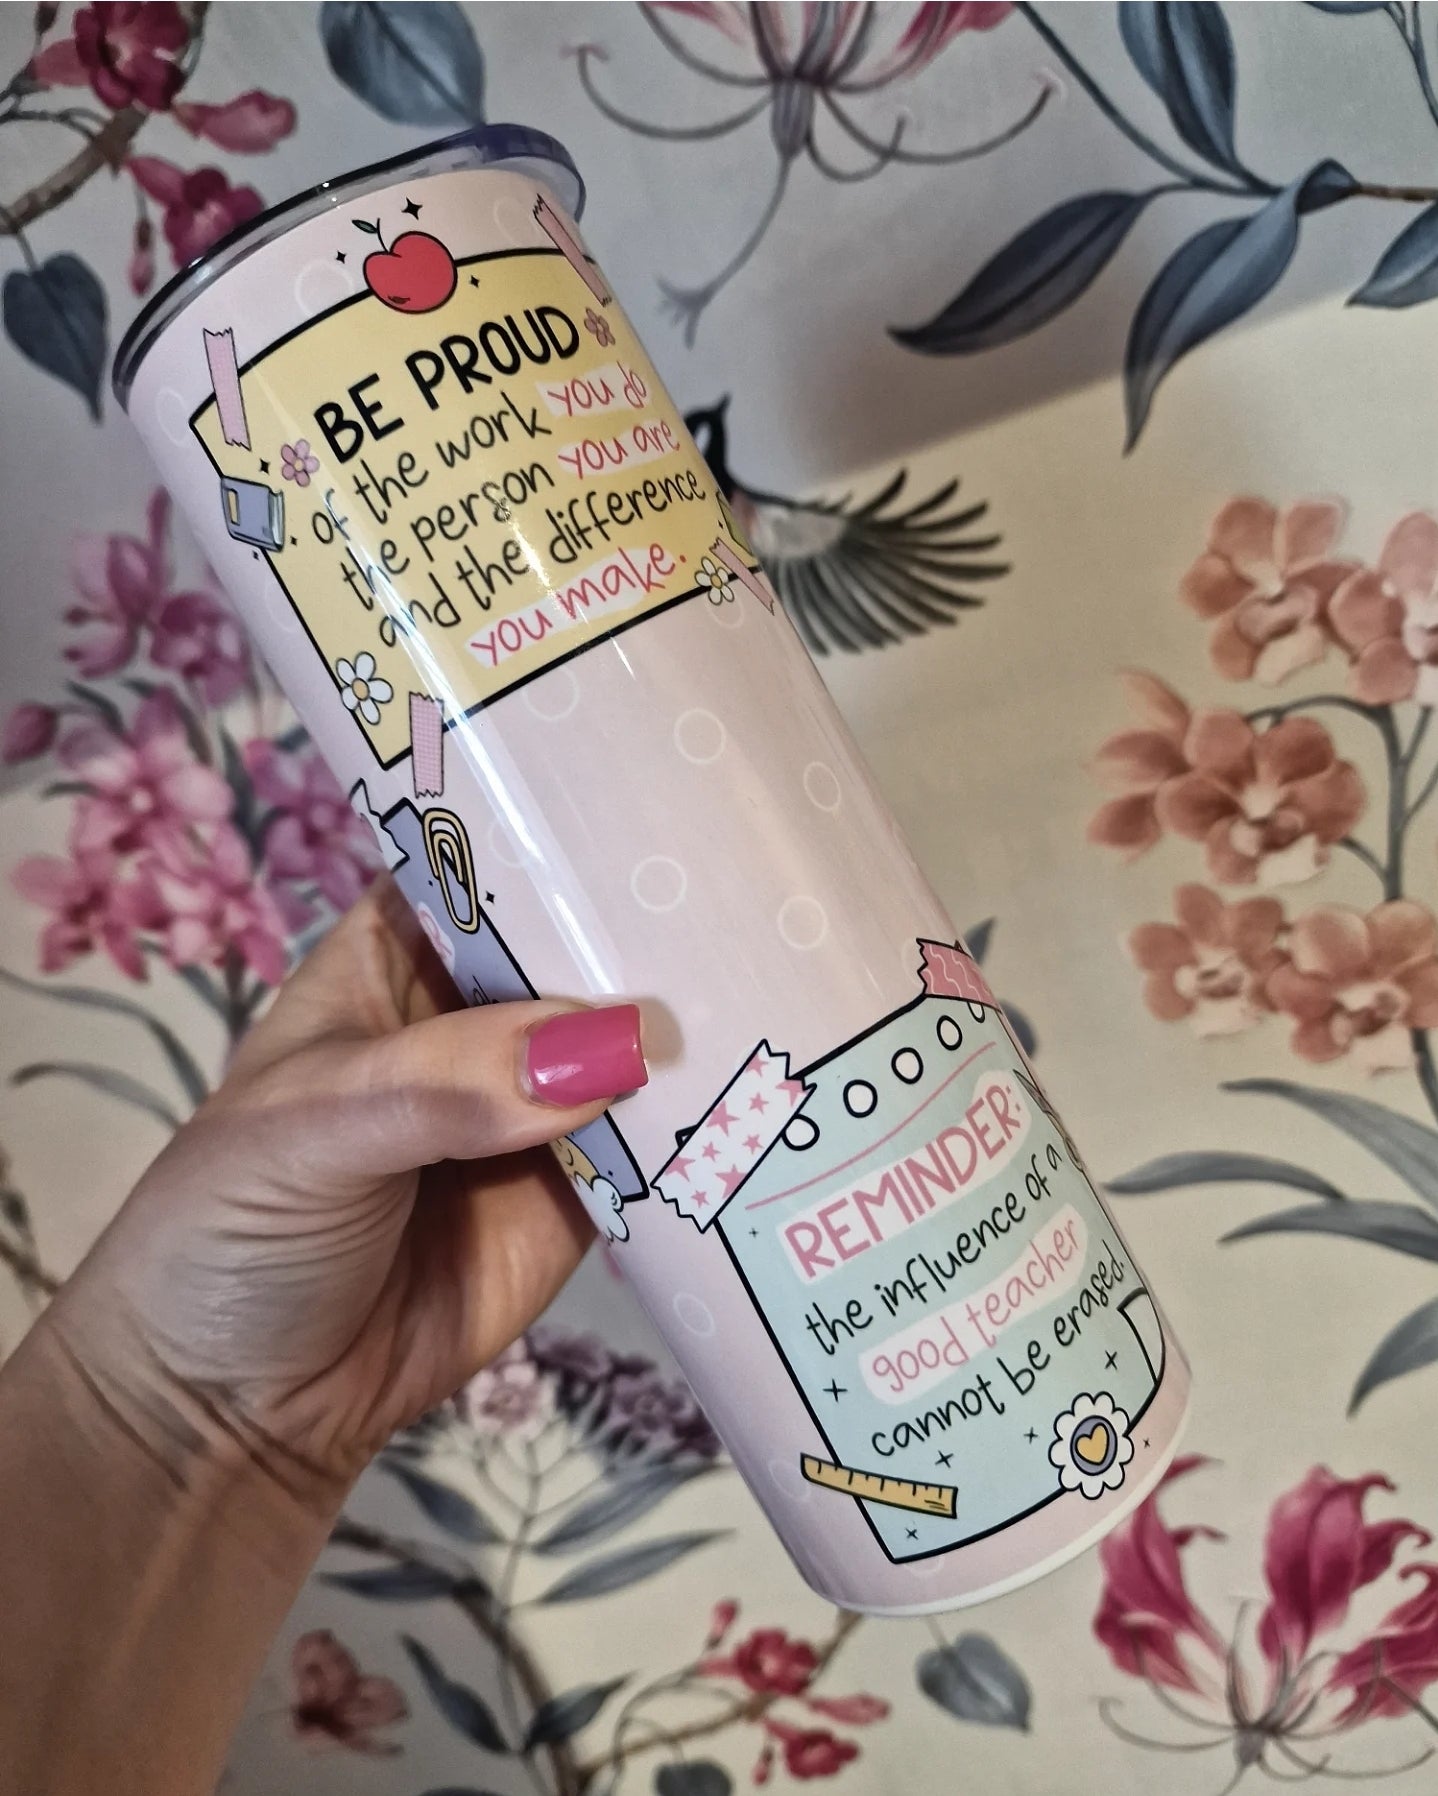 BE PROUD
of the work you do
the person you are
and the difference
you make.
REMINDER:
the influence of a
good teacher
cannot be erased.